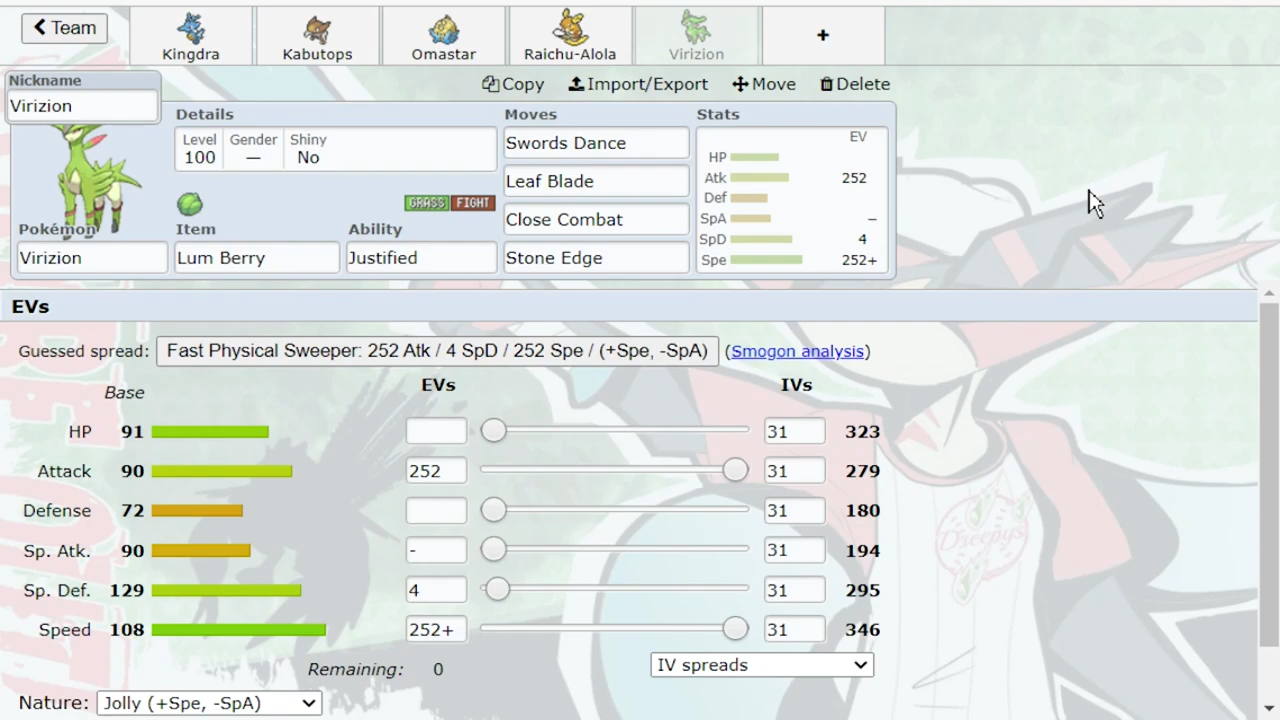 Team
Kingdra
Kabutops
Omastar
Raichu-Alola
Virizion
+
Nickname
Virizion
Copy
Import/Export
Move
Delete
Pokémon
Virizion
Details
Level
100
Gender
—
Shiny
No
GRASS FIGHT
Item
Lum Berry
Ability
Justified
Moves
Swords Dance
Leaf Blade
Close Combat
Stone Edge
Stats
EV
HP
Atk 252
Def
SpA –
SpD 4
Spe 252+
EVs
Guessed spread: Fast Physical Sweeper: 252 Atk / 4 SpD / 252 Spe / (+Spe, -SpA) (Smogon analysis)
Base EVs IVs
HP 91 31 323
Attack 90 252 31 279
Defense 72 31 180
Sp. Atk. 90 - 31 194
Sp. Def. 129 4 31 295
Speed 108 252+ 31 346
Remaining: 0 IV spreads
Nature: Jolly (+Spe, -SpA)
Dreepys